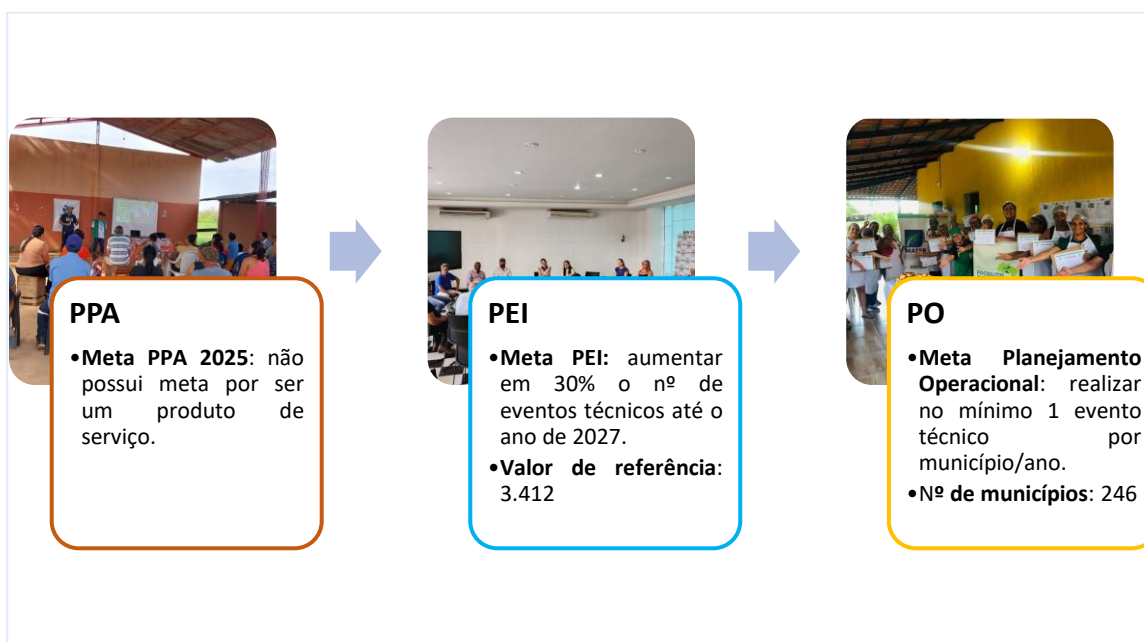 PPA
•Meta PPA 2025: não
possui meta por ser
um produto de
serviço.
PEI
•Meta PEI: aumentar
em 30% o nº de
eventos técnicos até o
ano de 2027.
•Valor de referência:
3.412
PO
•Meta Planejamento
Operacional: realizar
no mínimo 1 evento
técnico por
município/ano.
•Nº de municípios: 246